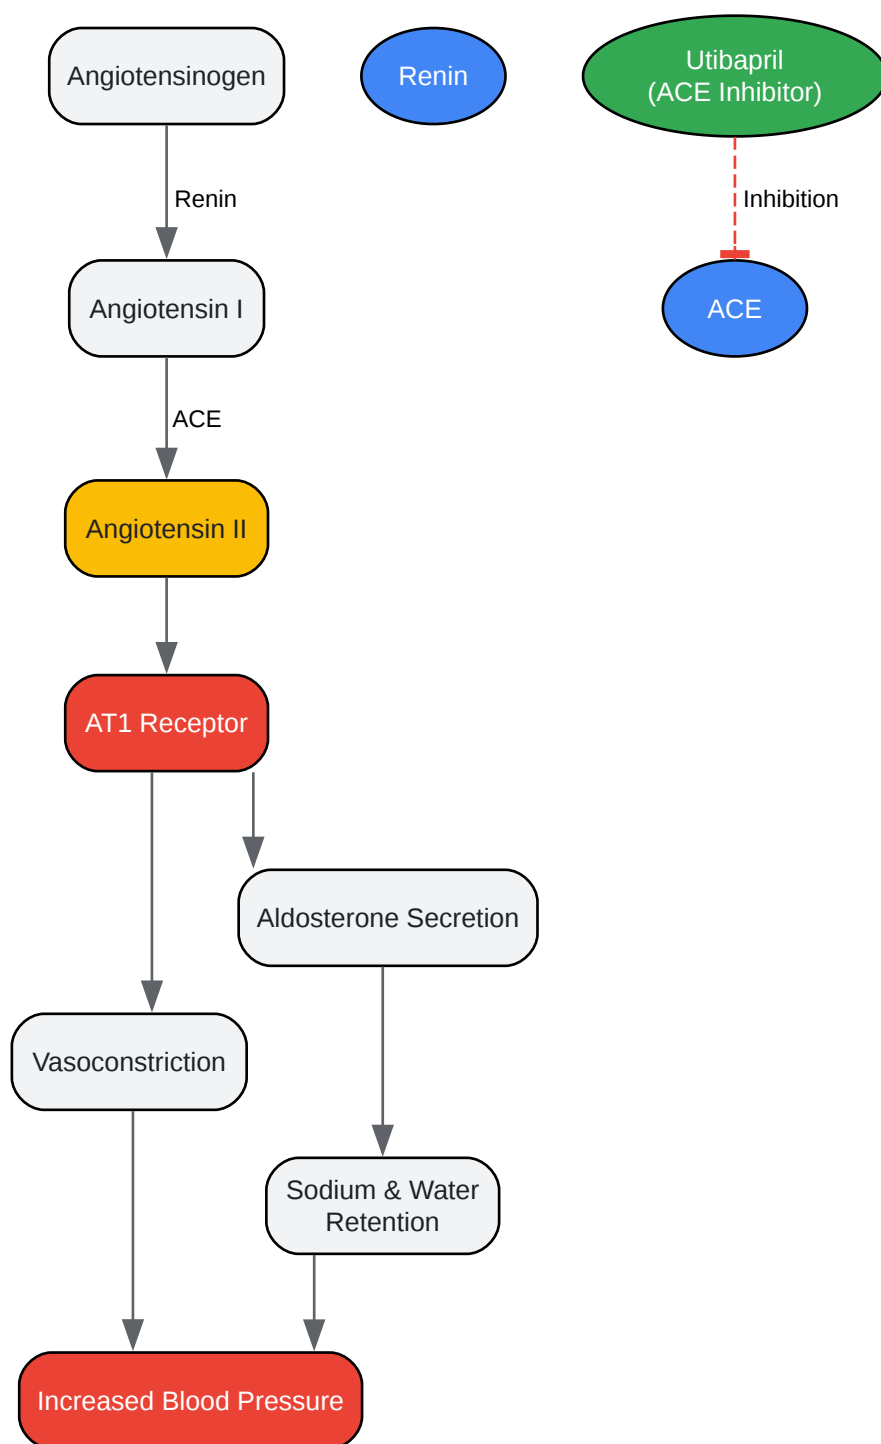 Angiotensinogen
Renin
Utibapril
(ACE Inhibitor)
Renin
Inhibition
Angiotensin I
ACE
ACE
Angiotensin II
AT1 Receptor
Aldosterone Secretion
Vasoconstriction
Sodium & Water
Retention
Increased Blood Pressure